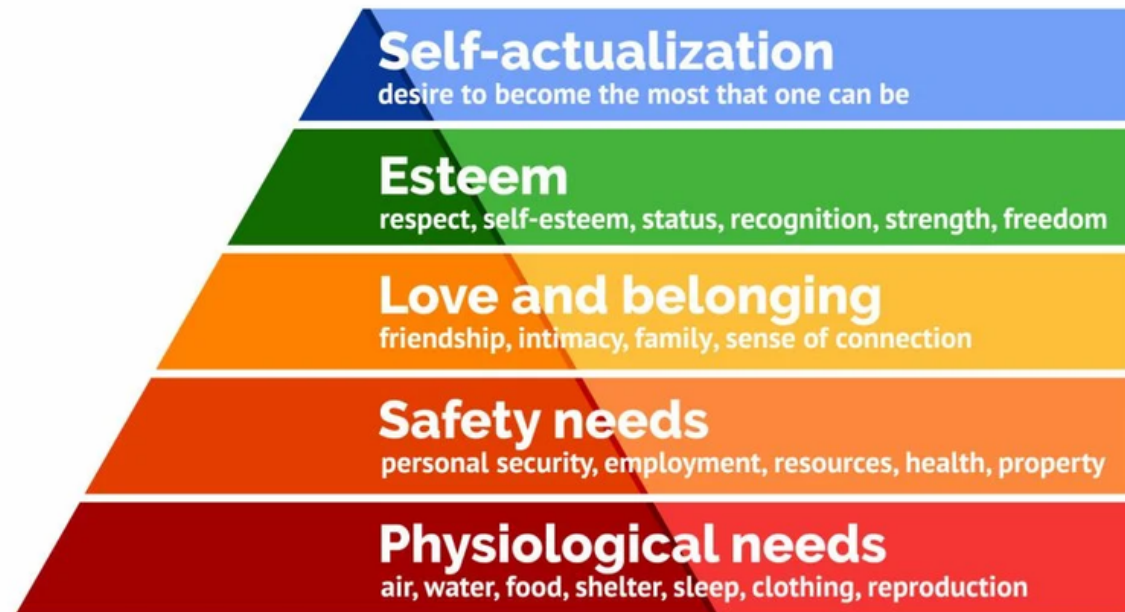 Self-actualization
desire to become the most that one can be
Esteem
respect, self-esteem, status, recognition, strength, freedom
Love and belonging
friendship, intimacy, family, sense of connection
Safety needs
personal security, employment, resources, health, property
Physiological needs
air, water, food, shelter, sleep, clothing, reproduction